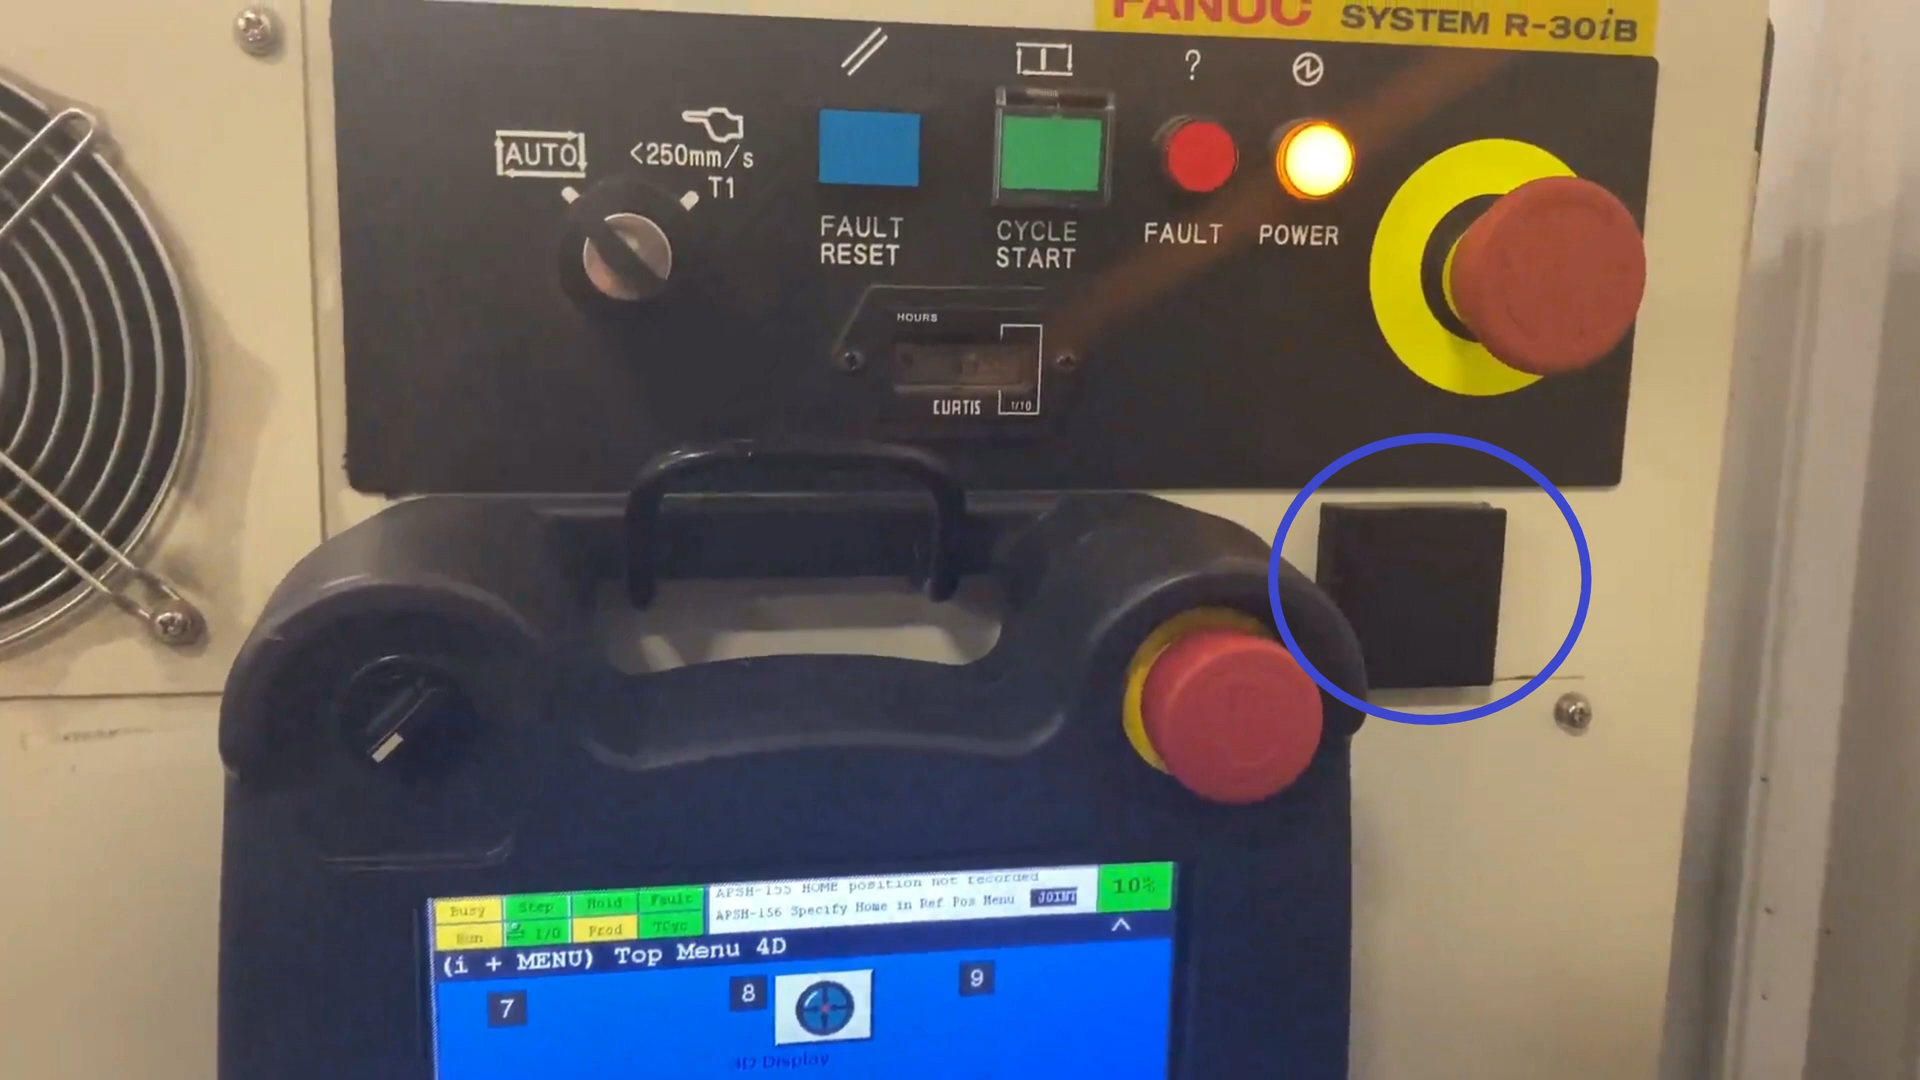 FANUC SYSTEM R-30iB
?
AUTO
<250mm/s
T1
FAULT
RESET
CYCLE
START
FAULT
POWER
HOURS
CURTIS
1/10
Busy Step Hold Fault
Run I/O Prod TCyc
APSH-155 HOME position not recorded
APSH-156 Specify Home in Ref Pos Menu
JOINT
10%
(i + MENU) Top Menu 4D
7
8
9
4D Display